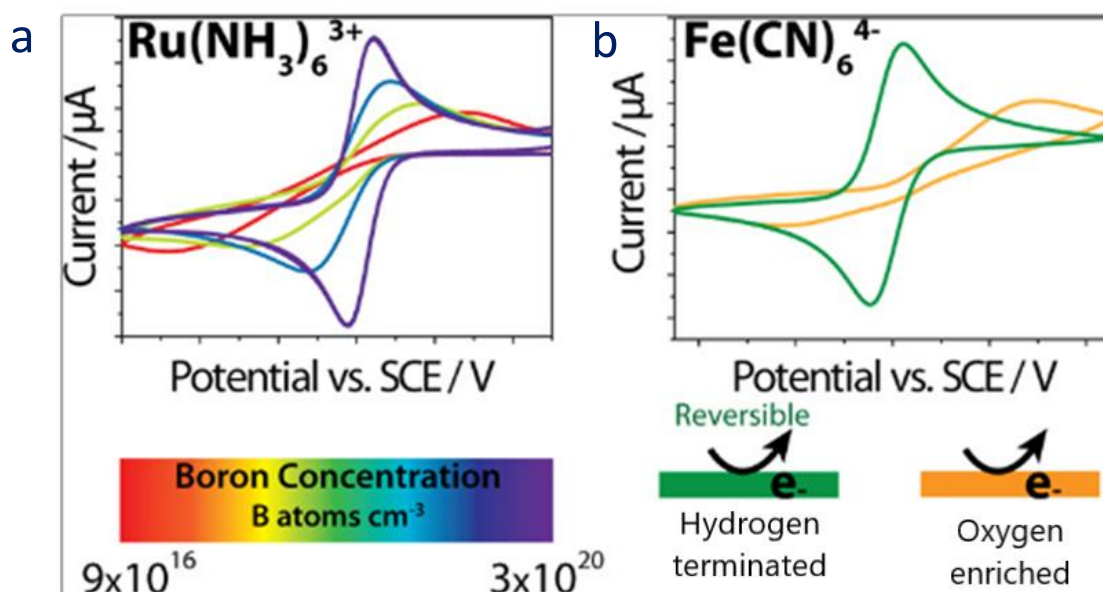 a
Ru(NH₃)₆³⁺
Current /µA
Potential vs. SCE / V
Boron Concentration
B atoms cm⁻³
9x10¹⁶
3x10²⁰
b
Fe(CN)₆⁴⁻
Current /µA
Potential vs. SCE / V
Reversible
e-
Hydrogen
terminated
e-
Oxygen
enriched